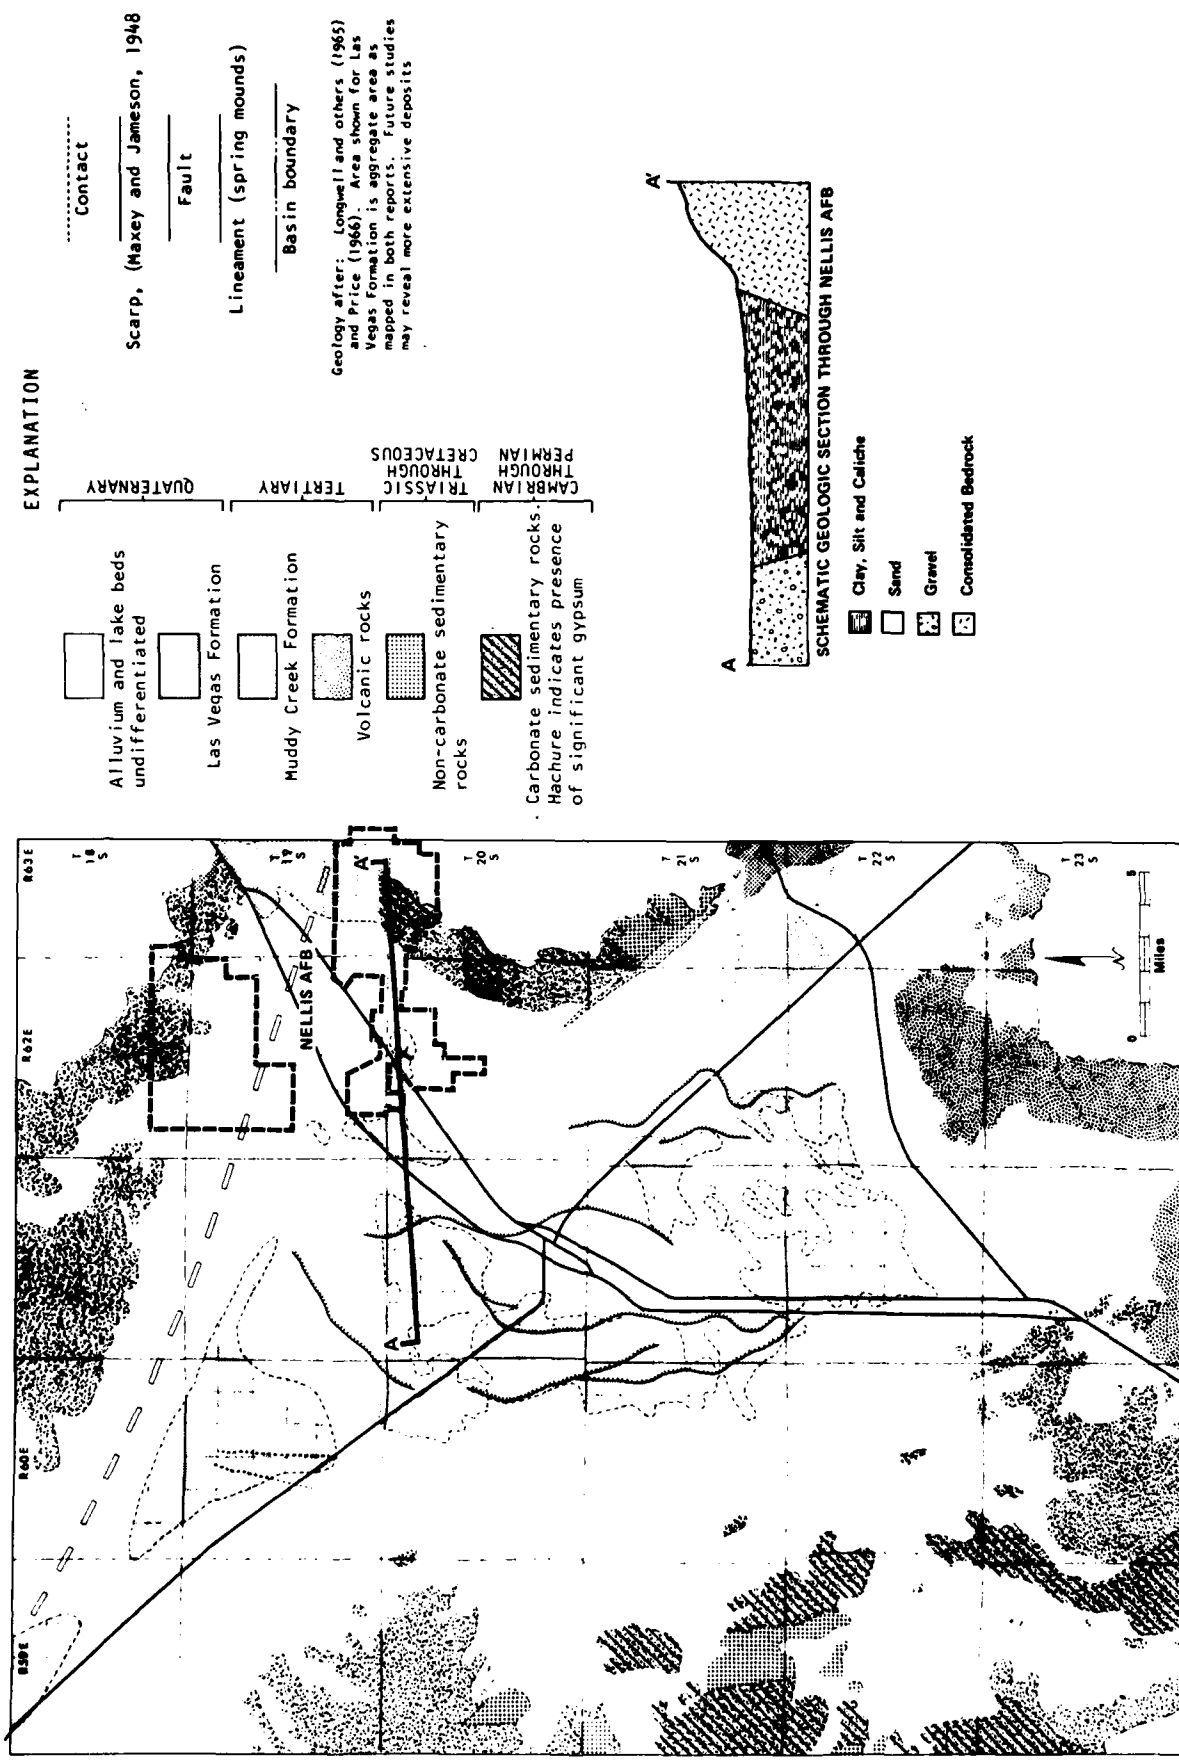 EXPLANATION
Alluvium and lake beds
undifferentiated
Las Vegas Formation
Muddy Creek Formation
Volcanic rocks
Non-carbonate sedimentary
rocks
Carbonate sedimentary rocks.
Hachure indicates presence
of significant gypsum
QUATERNARY
TERTIARY
TRIASSIC
THROUGH
CRETACEOUS
CAMBRIAN
THROUGH
PERMIAN
Contact
Scarp, (Maxey and Jameson, 1948
Fault
Lineament (spring mounds)
Basin boundary
Geology after: Longwell and others (1965)
and Price (1966). Area shown for Las
Vegas Formation is aggregate area as
mapped in both reports. Future studies
may reveal more extensive deposits
R59E
R60E
R62E
R63E
T
18
S
T
19
S
T
20
S
T
21
S
T
22
S
T
23
S
NELLIS AFB
A
A'
N
0
5
Miles
A
A'
SCHEMATIC GEOLOGIC SECTION THROUGH NELLIS AFB
Clay, Silt and Caliche
Sand
Gravel
Consolidated Bedrock